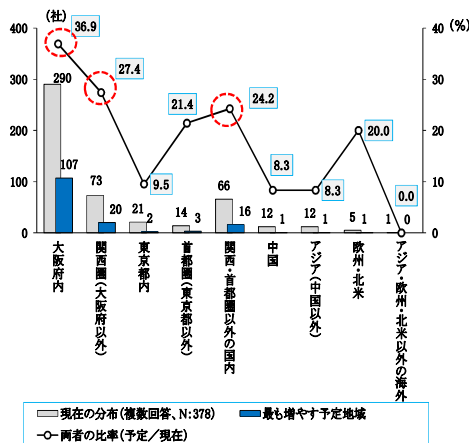 (社)
(%)
400
300
200
100
0
40
30
20
10
0
36.9
27.4
9.5
21.4
24.2
8.3
8.3
20.0
0.0
290
107
73
20
21
2
14
3
66
16
12
1
12
1
5
1
1
0
大阪府内
関西圏(大阪府以外)
東京都内
首都圏(東京都以外)
関西・首都圏以外の国内
中国
アジア(中国以外)
欧州・北米
アジア・欧州・北米以外の海外
現在の分布(複数回答、N:378)
最も増やす予定地域
両者の比率(予定/現在)